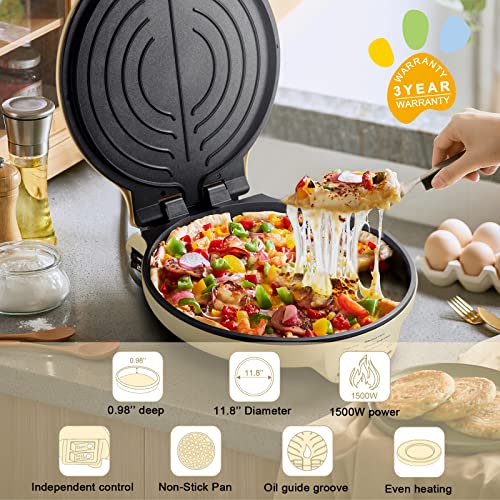 WARRANTY
3 YEAR
WARRANTY
0.98"
11.8"
1500W
0.98" deep
11.8" Diameter
1500W power
Independent control
Non-Stick Pan
Oil guide groove
Even heating